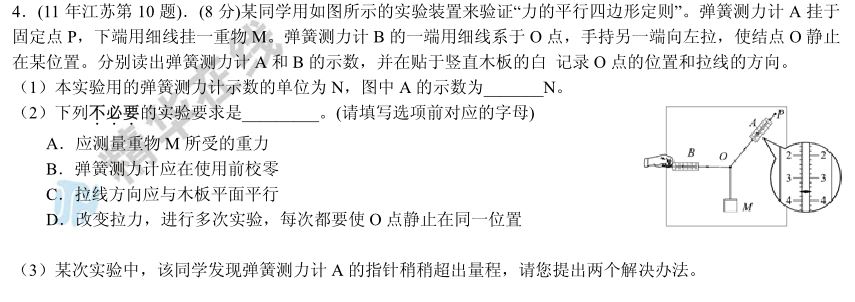 4．(11 年江苏第 10 题)．(8 分)某同学用如图所示的实验装置来验证“力的平行四边形定则”。弹簧测力计 A 挂于
固定点 P，下端用细线挂一重物 M。弹簧测力计 B 的一端用细线系于 O 点，手持另一端向左拉，使结点 O 静止
在某位置。分别读出弹簧测力计 A 和 B 的示数，并在贴于竖直木板的白 记录 O 点的位置和拉线的方向。
（1）本实验用的弹簧测力计示数的单位为 N，图中 A 的示数为_______N。
（2）下列不必要的实验要求是_________。(请填写选项前对应的字母)
A．应测量重物 M 所受的重力
B．弹簧测力计应在使用前校零
C．拉线方向应与木板平面平行
D．改变拉力，进行多次实验，每次都要使 O 点静止在同一位置
A P
B O
M
2 2
3 3
4 4
（3）某次实验中，该同学发现弹簧测力计 A 的指针稍稍超出量程，请您提出两个解决办法。
精华在线